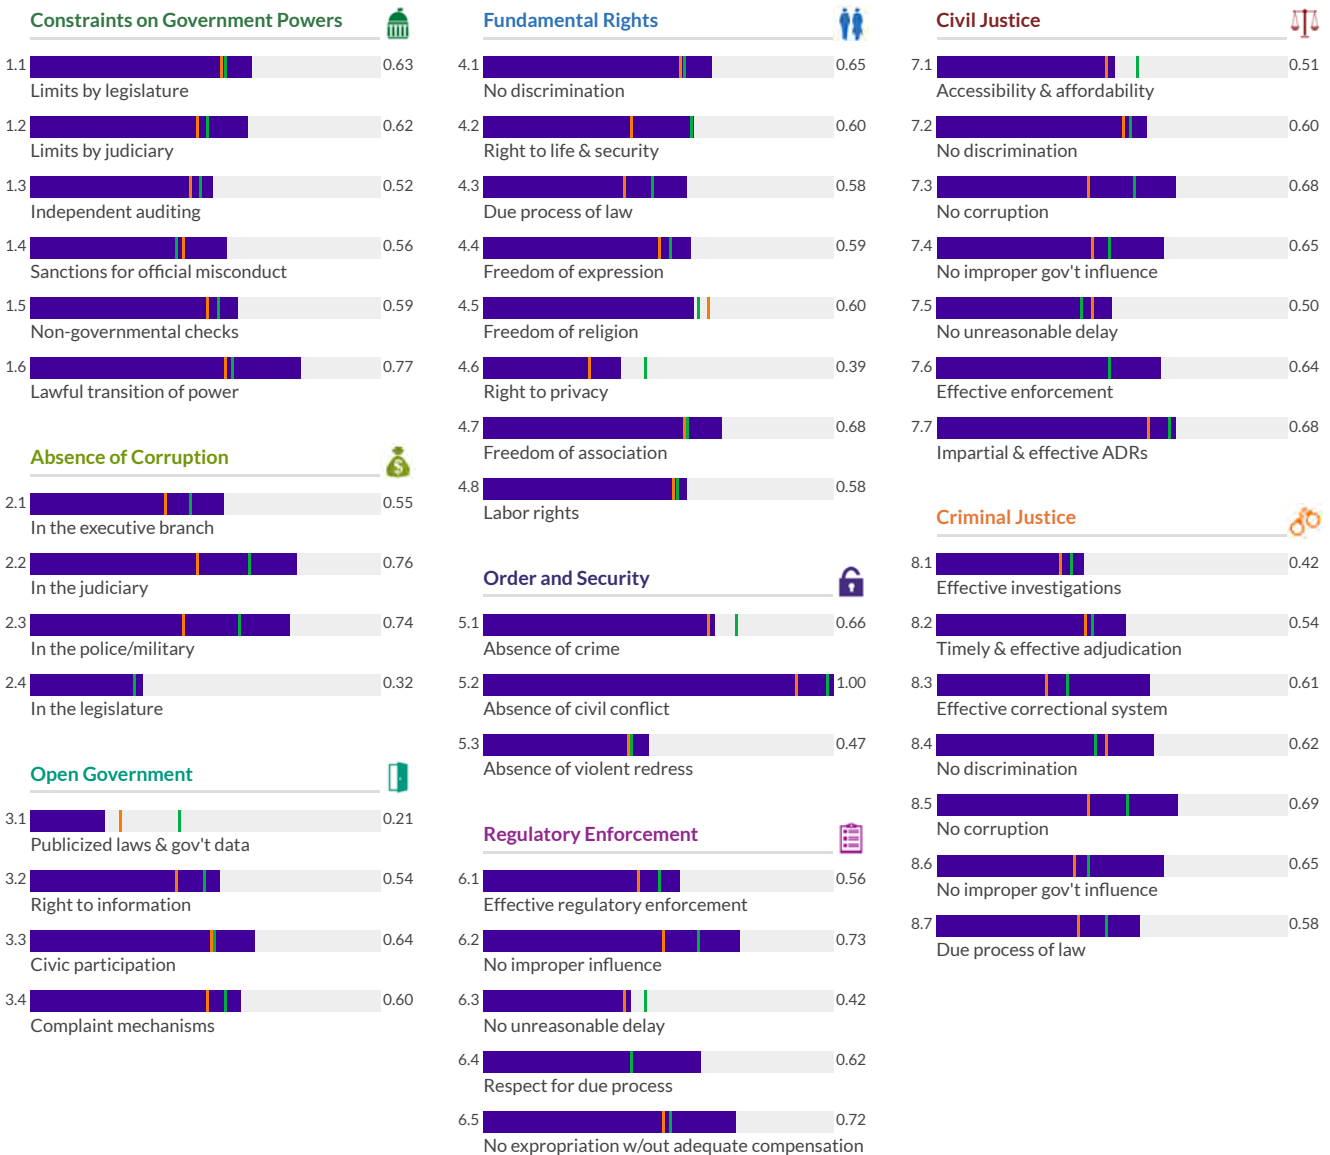 Constraints on Government Powers
1.1 0.63
Limits by legislature
1.2 0.62
Limits by judiciary
1.3 0.52
Independent auditing
1.4 0.56
Sanctions for official misconduct
1.5 0.59
Non-governmental checks
1.6 0.77
Lawful transition of power
Absence of Corruption
2.1 0.55
In the executive branch
2.2 0.76
In the judiciary
2.3 0.74
In the police/military
2.4 0.32
In the legislature
Open Government
3.1 0.21
Publicized laws & gov't data
3.2 0.54
Right to information
3.3 0.64
Civic participation
3.4 0.60
Complaint mechanisms
Fundamental Rights
4.1 0.65
No discrimination
4.2 0.60
Right to life & security
4.3 0.58
Due process of law
4.4 0.59
Freedom of expression
4.5 0.60
Freedom of religion
4.6 0.39
Right to privacy
4.7 0.68
Freedom of association
4.8 0.58
Labor rights
Order and Security
5.1 0.66
Absence of crime
5.2 1.00
Absence of civil conflict
5.3 0.47
Absence of violent redress
Regulatory Enforcement
6.1 0.56
Effective regulatory enforcement
6.2 0.73
No improper influence
6.3 0.42
No unreasonable delay
6.4 0.62
Respect for due process
6.5 0.72
No expropriation w/out adequate compensation
Civil Justice
7.1 0.51
Accessibility & affordability
7.2 0.60
No discrimination
7.3 0.68
No corruption
7.4 0.65
No improper gov't influence
7.5 0.50
No unreasonable delay
7.6 0.64
Effective enforcement
7.7 0.68
Impartial & effective ADRs
Criminal Justice
8.1 0.42
Effective investigations
8.2 0.54
Timely & effective adjudication
8.3 0.61
Effective correctional system
8.4 0.62
No discrimination
8.5 0.69
No corruption
8.6 0.65
No improper gov't influence
8.7 0.58
Due process of law